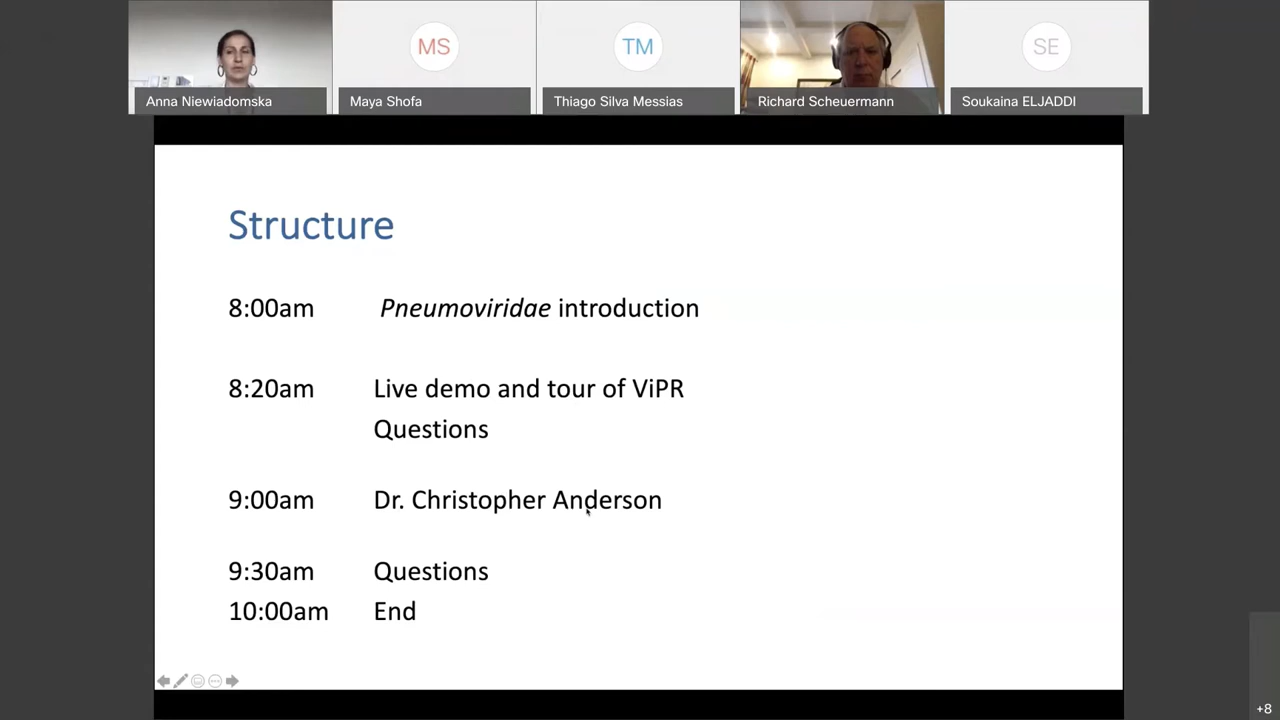 MS
TM
SE
Anna Niewiadomska
Maya Shofa
Thiago Silva Messias
Richard Scheuermann
Soukaina ELJADDI
Structure
8:00am Pneumoviridae introduction
8:20am Live demo and tour of ViPR
Questions
9:00am Dr. Christopher Anderson
9:30am Questions
10:00am End
+8